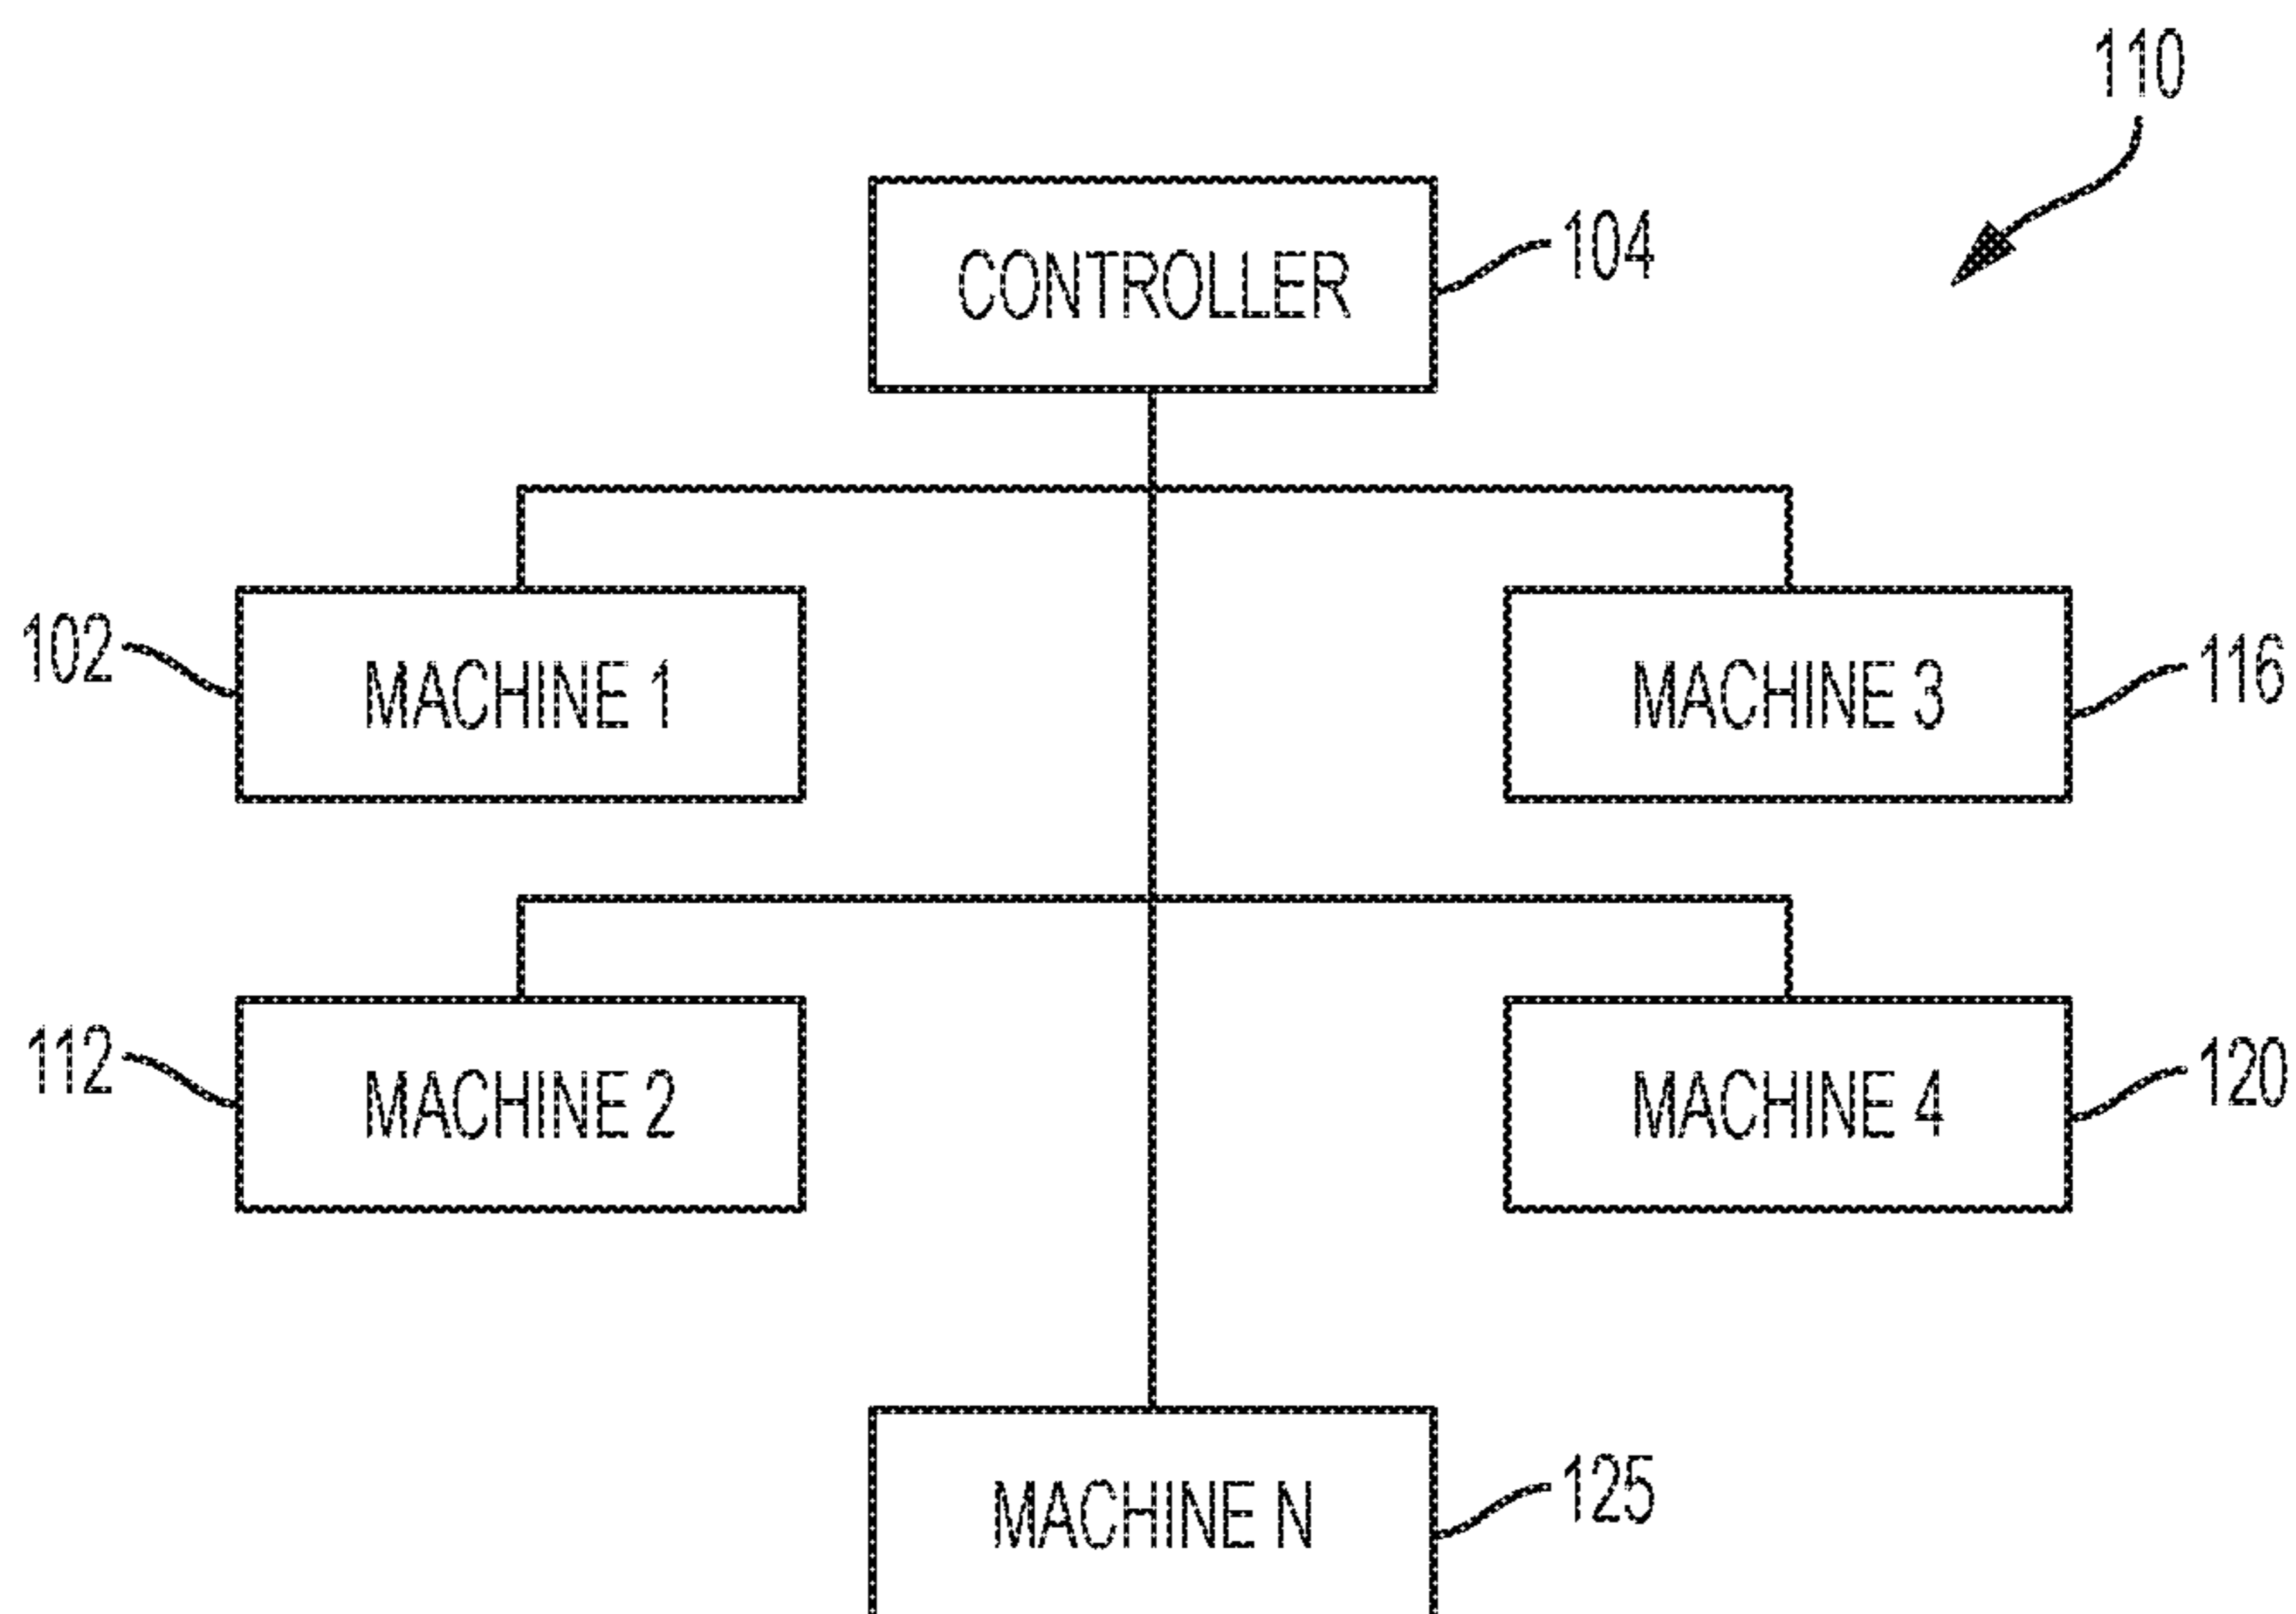 110
CONTROLLER
104
102
MACHINE 1
MACHINE 3
116
112
MACHINE 2
MACHINE 4
120
MACHINE N
125